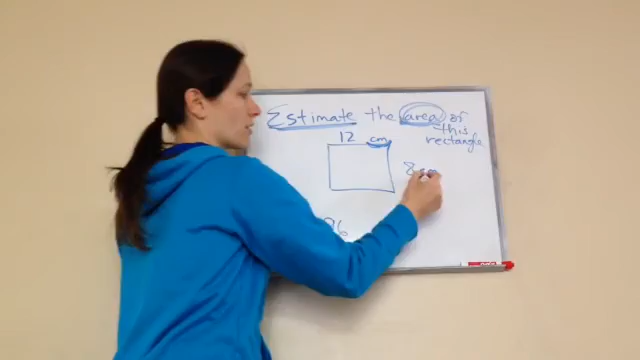 Estimate the area of
this
rectangle
12 cm
8
96